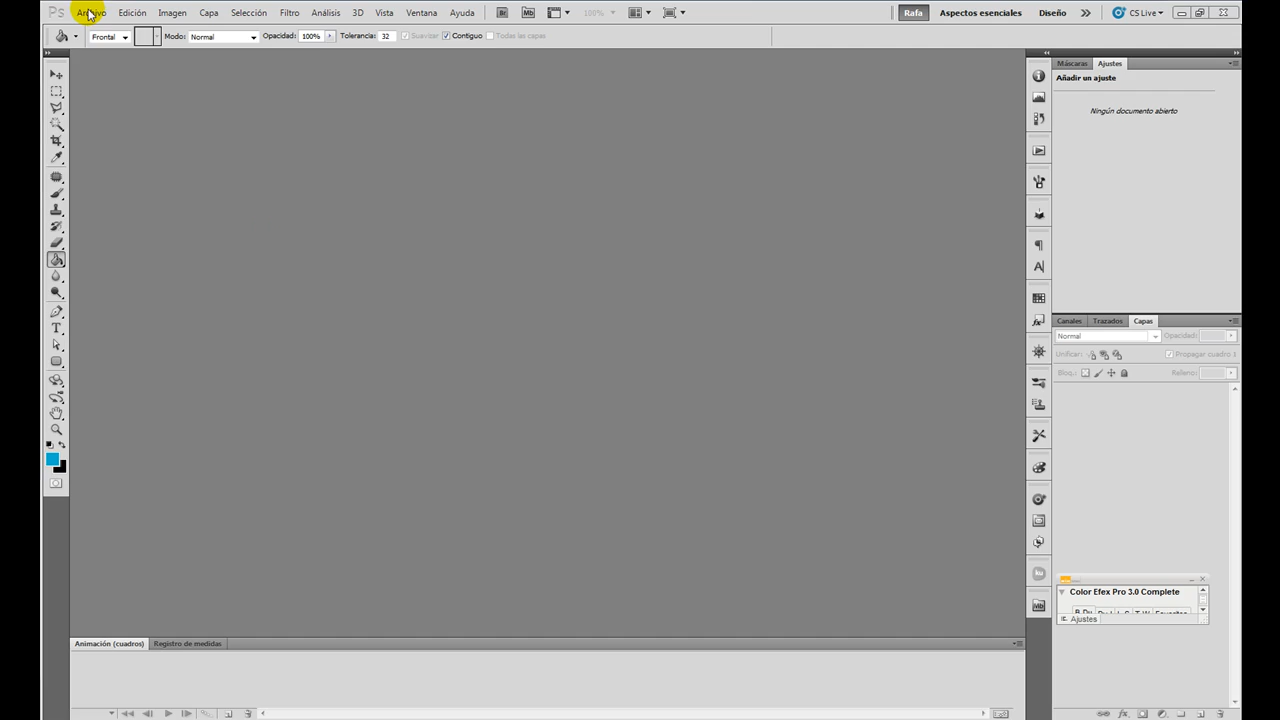 Ps Archivo Edición Imagen Capa Selección Filtro Análisis 3D Vista Ventana Ayuda Br Mb 100% Rafa Aspectos esenciales Diseño CS Live
Frontal Modo: Normal Opacidad: 100% Tolerancia: 32 Suavizar Contiguo Todas las capas
Máscaras Ajustes
Añadir un ajuste
Ningún documento abierto
Canales Trazados Capas
Normal Opacidad:
Unificar: Propagar cuadro 1
Bloq.: Relleno:
Color Efex Pro 3.0 Complete
Ajustes
Animación (cuadros) Registro de medidas